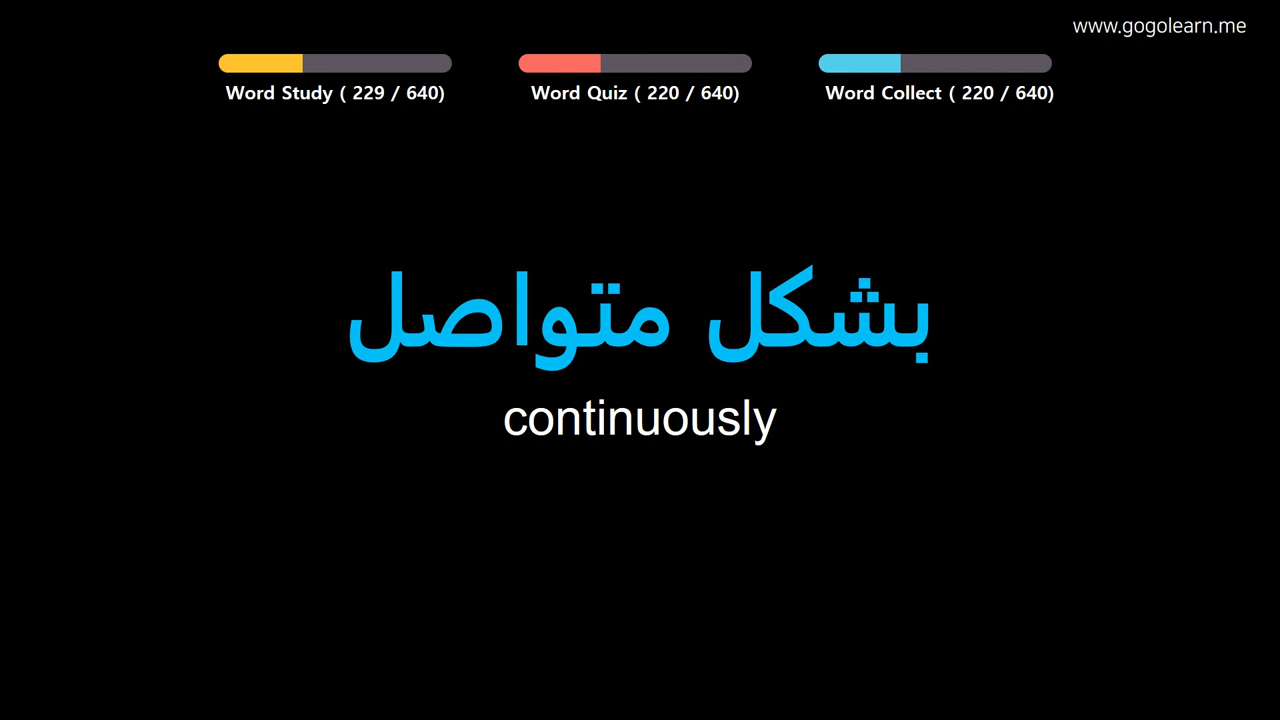 www.gogolearn.me
Word Study ( 229 / 640)
Word Quiz ( 220 / 640)
Word Collect ( 220 / 640)
بشكل متواصل
continuously